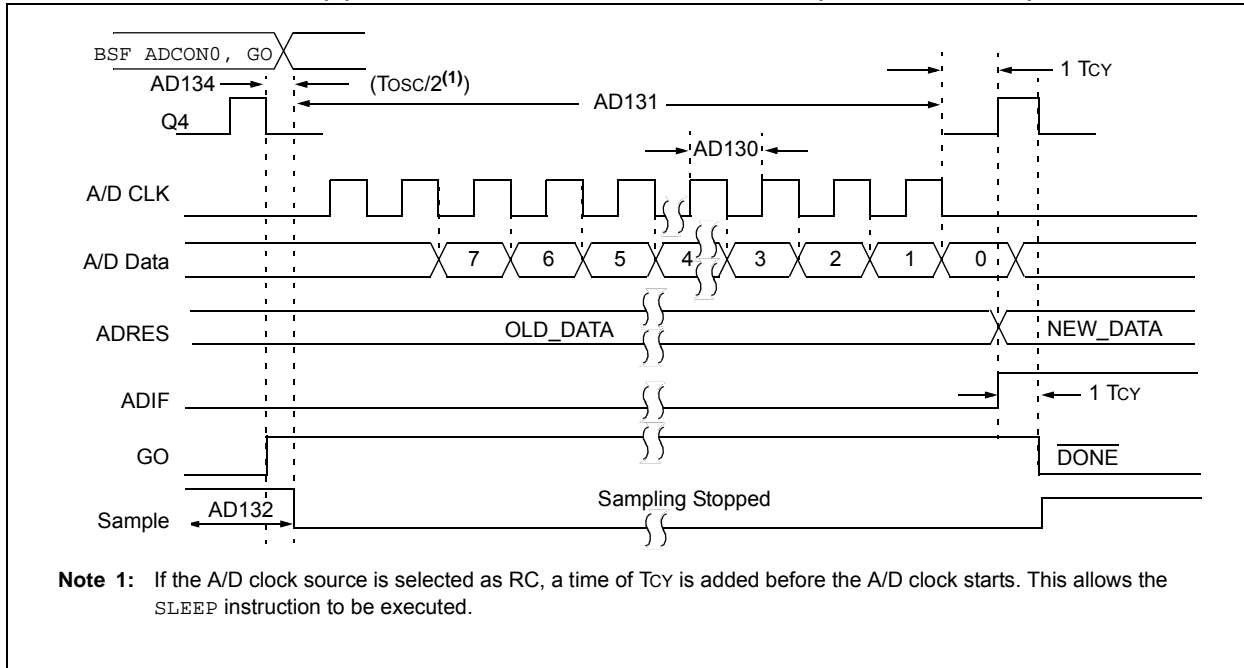 BSF ADCON0, GO
AD134
(TOSC/2(1))
1 TCY
AD131
Q4
AD130
A/D CLK
A/D Data
7 6 5 4 3 2 1 0
ADRES
OLD_DATA
NEW_DATA
ADIF
1 TCY
GO
DONE
Sampling Stopped
AD132
Sample
Note 1: If the A/D clock source is selected as RC, a time of TCY is added before the A/D clock starts. This allows the
SLEEP instruction to be executed.